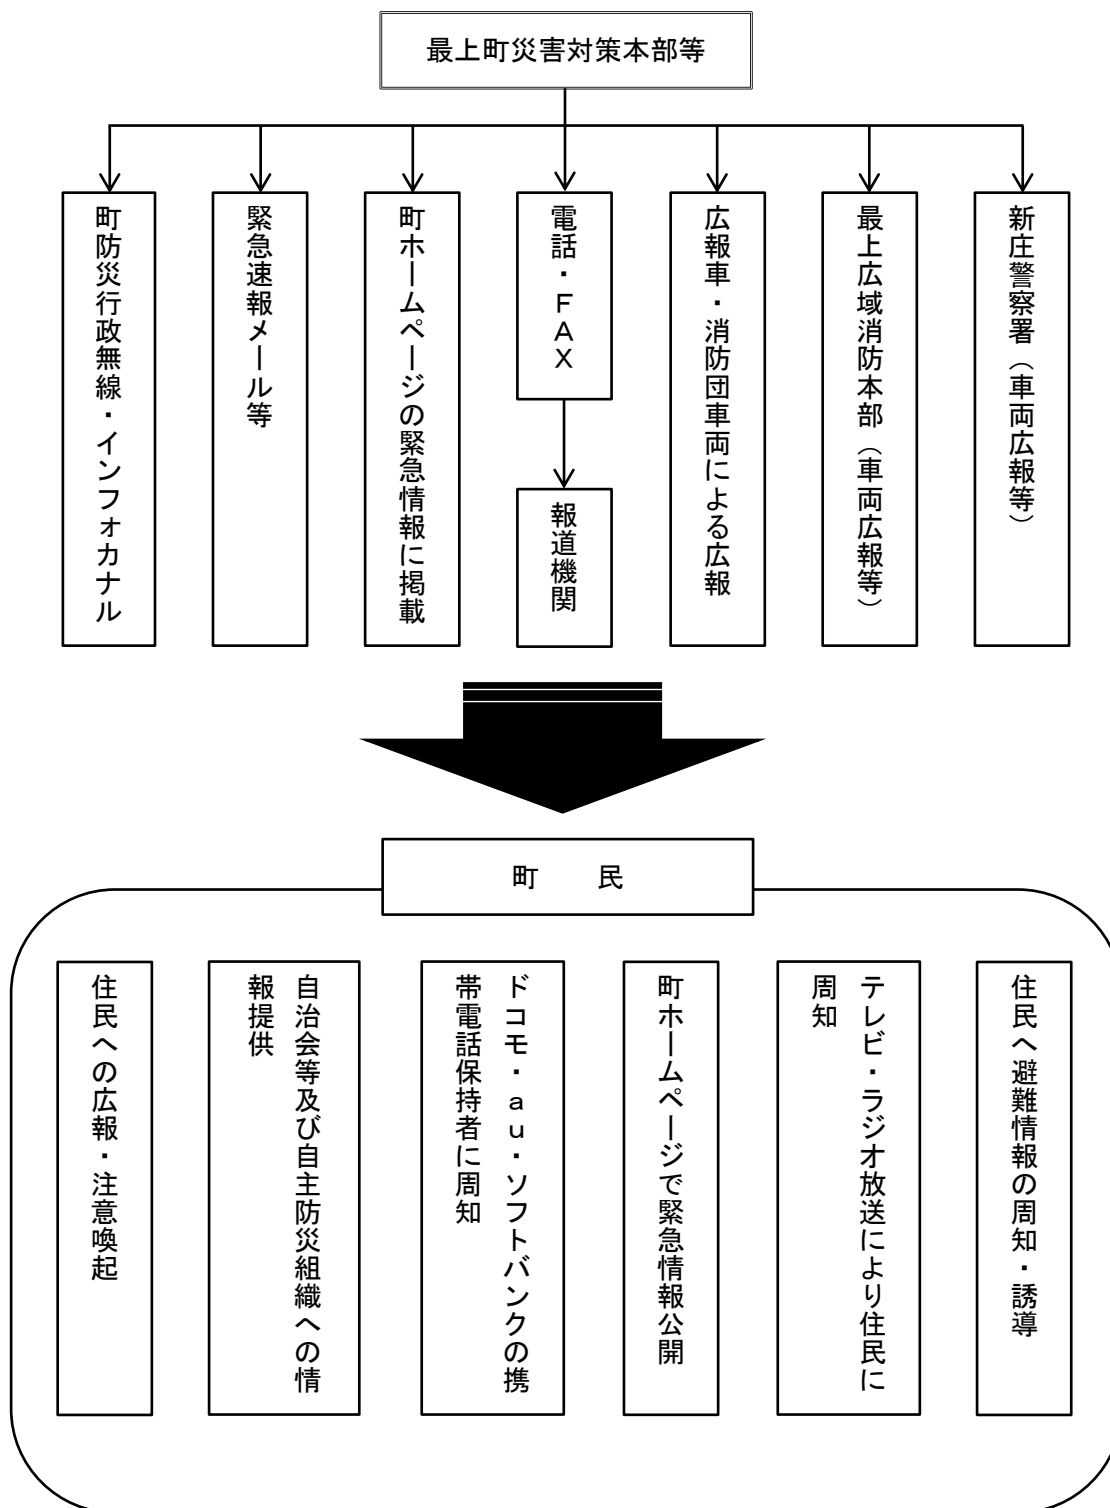 最上町災害対策本部等
町防災行政無線・インフォカナル
緊急速報メール等
町ホームページの緊急情報に掲載
電話・ＦＡＸ
報道機関
広報車・消防団車両による広報
最上広域消防本部（車両広報等）
新庄警察署（車両広報等）
町　民
住民への広報・注意喚起
自治会等及び自主防災組織への情
報提供
ドコモ・ａｕ・ソフトバンクの携
帯電話保持者に周知
町ホームページで緊急情報公開
テレビ・ラジオ放送により住民に
周知
住民へ避難情報の周知・誘導